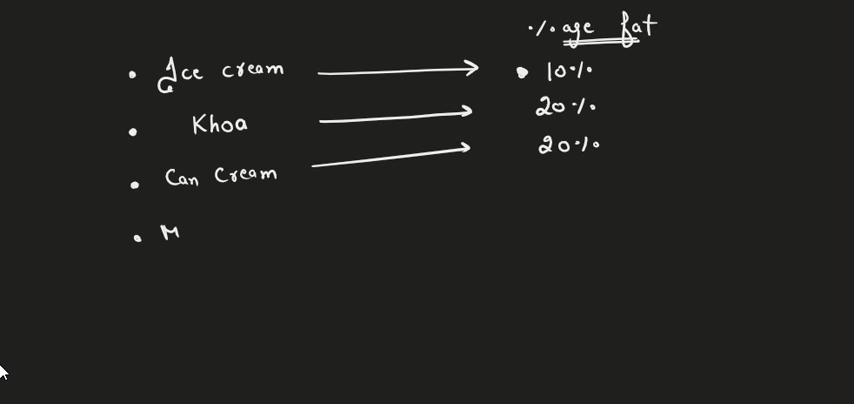 %age fat
• Ice cream → • 10%
• Khoa → 20%
• Can Cream → 20%
• M